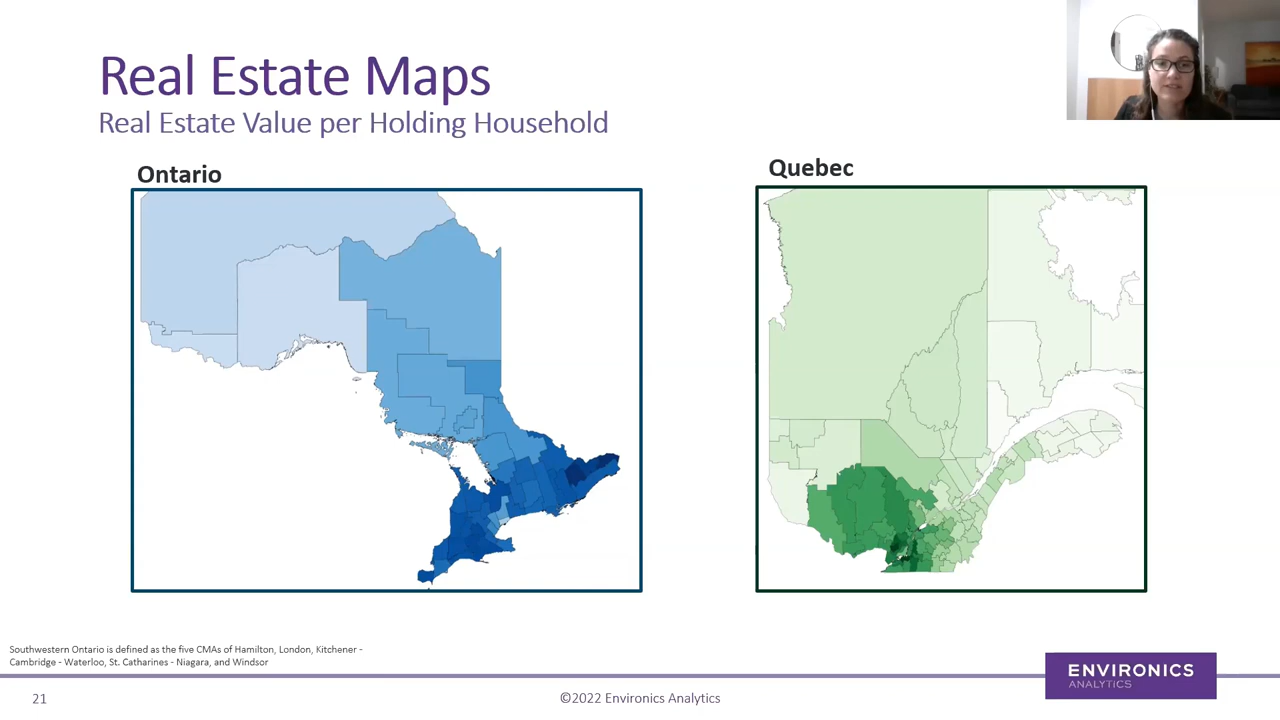 Real Estate Maps
Real Estate Value per Holding Household
Ontario
Quebec
Southwestern Ontario is defined as the five CMAs of Hamilton, London, Kitchener -
Cambridge - Waterloo, St. Catharines - Niagara, and Windsor
ENVIRONICS
ANALYTICS
21
©2022 Environics Analytics